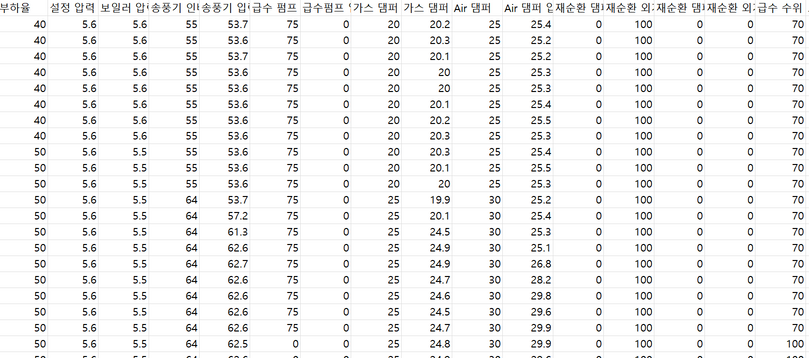 부하율 설정 압력 보일러 압 송풍기 인 송풍기 입 급수 펌프 급수펌프 가스 댐퍼 가스 댐퍼 Air 댐퍼 Air 댐퍼 입 재순환 댐 재순환 외 재순환 댐 재순환 외 급수 수위
40 5.6 5.6 55 53.7 75 0 20 20.2 25 25.4 0 100 0 0 70
40 5.6 5.6 55 53.6 75 0 20 20.3 25 25.2 0 100 0 0 70
40 5.6 5.6 55 53.7 75 0 20 20.1 25 25.2 0 100 0 0 70
40 5.6 5.6 55 53.6 75 0 20 20 25 25.3 0 100 0 0 70
40 5.6 5.6 55 53.6 75 0 20 20 25 25.3 0 100 0 0 70
40 5.6 5.6 55 53.6 75 0 20 20.1 25 25.4 0 100 0 0 70
40 5.6 5.6 55 53.6 75 0 20 20.2 25 25.5 0 100 0 0 70
40 5.6 5.6 55 53.6 75 0 20 20.3 25 25.3 0 100 0 0 70
50 5.6 5.6 55 53.6 75 0 20 20.3 25 25.4 0 100 0 0 70
50 5.6 5.5 55 53.6 75 0 20 20.1 25 25.5 0 100 0 0 70
50 5.6 5.5 55 53.6 75 0 20 20 25 25.3 0 100 0 0 70
50 5.6 5.5 64 53.7 75 0 25 19.9 30 25.2 0 100 0 0 70
50 5.6 5.5 64 57.2 75 0 25 20.1 30 25.4 0 100 0 0 70
50 5.6 5.5 64 61.3 75 0 25 24.5 30 25.3 0 100 0 0 70
50 5.6 5.5 64 62.6 75 0 25 24.9 30 25.1 0 100 0 0 70
50 5.6 5.5 64 62.7 75 0 25 24.9 30 26.8 0 100 0 0 70
50 5.6 5.5 64 62.6 75 0 25 24.7 30 28.2 0 100 0 0 70
50 5.6 5.5 64 62.6 75 0 25 24.6 30 29.8 0 100 0 0 70
50 5.6 5.5 64 62.6 75 0 25 24.5 30 29.6 0 100 0 0 70
50 5.6 5.5 64 62.6 75 0 25 24.7 30 29.9 0 100 0 0 70
50 5.6 5.5 64 62.5 0 0 25 24.8 30 29.9 0 100 0 0 100